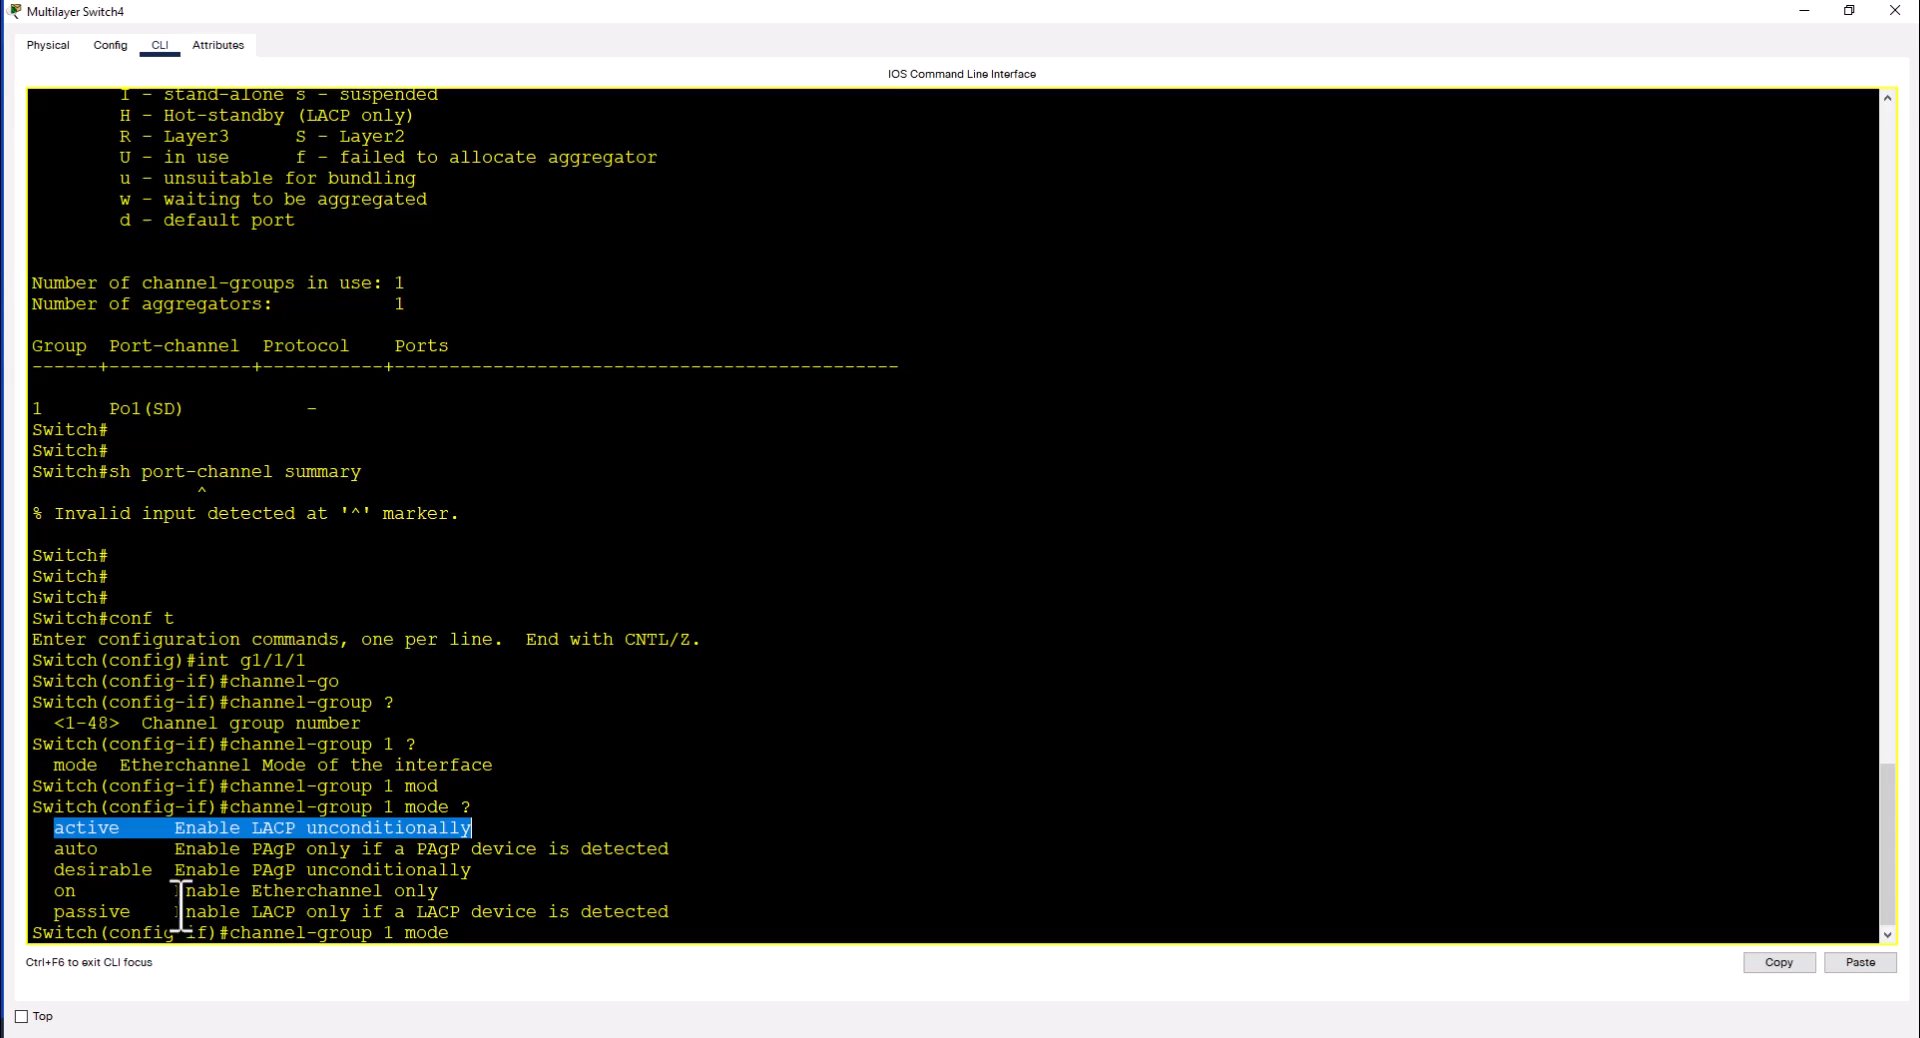 Multilayer Switch4
Physical Config CLI Attributes
IOS Command Line Interface
I - stand-alone s - suspended
H - Hot-standby (LACP only)
R - Layer3 S - Layer2
U - in use f - failed to allocate aggregator
u - unsuitable for bundling
w - waiting to be aggregated
d - default port
Number of channel-groups in use: 1
Number of aggregators: 1
Group Port-channel Protocol Ports
------+-------------+-----------+----------------------------------------------
1 Po1(SD) -
Switch#
Switch#
Switch#sh port-channel summary
^
% Invalid input detected at '^' marker.
Switch#
Switch#
Switch#
Switch#conf t
Enter configuration commands, one per line. End with CNTL/Z.
Switch(config)#int g1/1/1
Switch(config-if)#channel-go
Switch(config-if)#channel-group ?
<1-48> Channel group number
Switch(config-if)#channel-group 1 ?
mode Etherchannel Mode of the interface
Switch(config-if)#channel-group 1 mod
Switch(config-if)#channel-group 1 mode ?
active Enable LACP unconditionally
auto Enable PAgP only if a PAgP device is detected
desirable Enable PAgP unconditionally
on Enable Etherchannel only
passive Enable LACP only if a LACP device is detected
Switch(config-if)#channel-group 1 mode
Ctrl+F6 to exit CLI focus
Copy Paste
Top